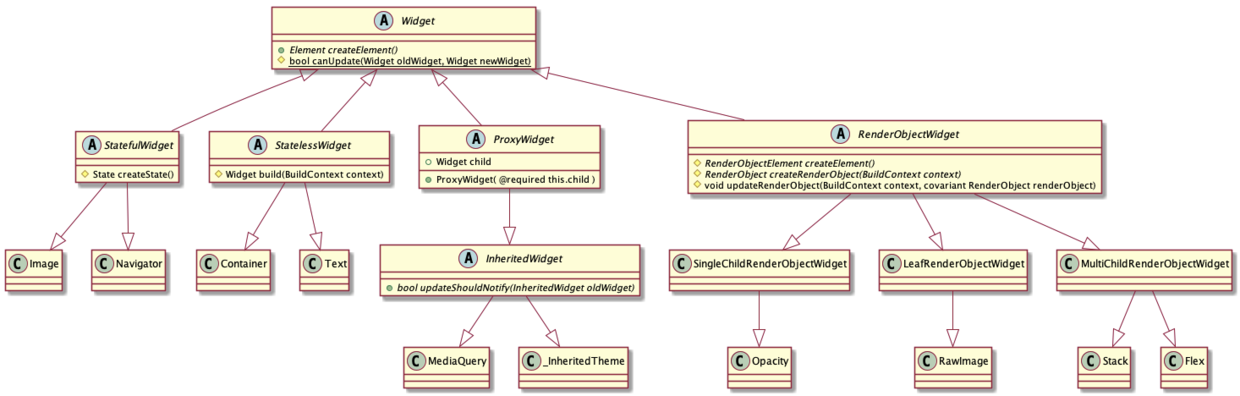 A Widget
Element createElement()
bool canUpdate(Widget oldWidget, Widget newWidget)
A StatefulWidget
State createState()
A StatelessWidget
Widget build(BuildContext context)
A ProxyWidget
Widget child
ProxyWidget( @required this.child )
A RenderObjectWidget
RenderObjectElement createElement()
RenderObject createRenderObject(BuildContext context)
void updateRenderObject(BuildContext context, covariant RenderObject renderObject)
C Image
C Navigator
C Container
C Text
A InheritedWidget
bool updateShouldNotify(InheritedWidget oldWidget)
C SingleChildRenderObjectWidget
C LeafRenderObjectWidget
C MultiChildRenderObjectWidget
C MediaQuery
C _InheritedTheme
C Opacity
C RawImage
C Stack
C Flex